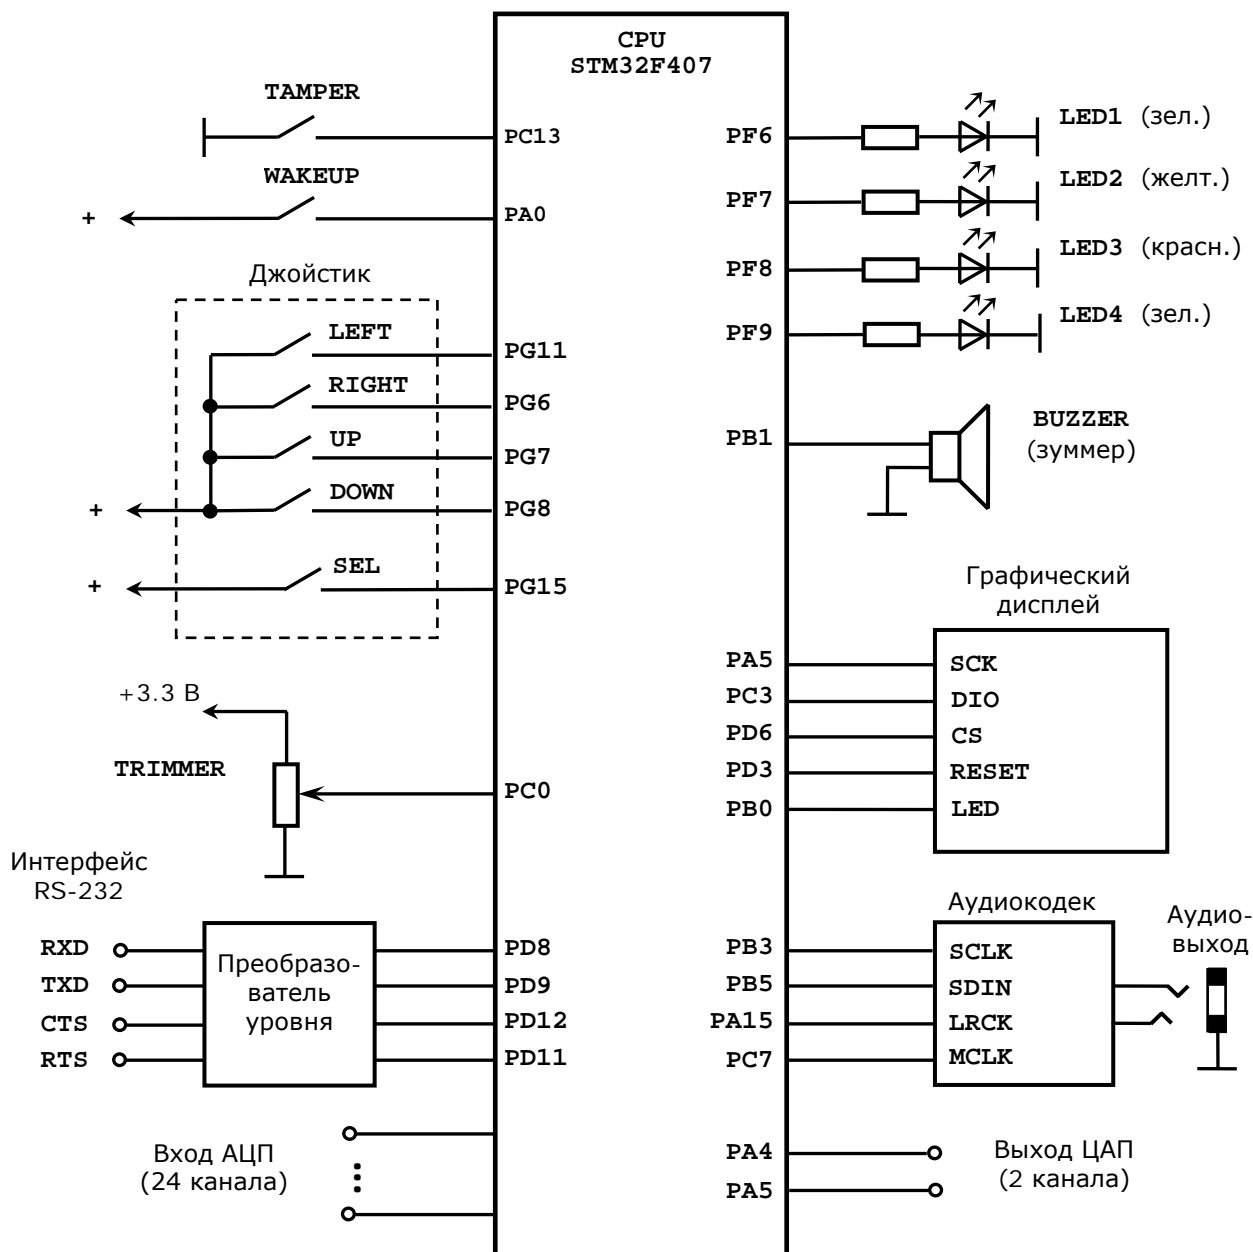 CPU
STM32F407
TAMPER
PC13
WAKEUP
+
PA0
Джойстик
LEFT
PG11
RIGHT
PG6
UP
PG7
DOWN
+
PG8
SEL
+
PG15
+3.3 В
TRIMMER
PC0
Интерфейс
RS-232
RXD
TXD
CTS
RTS
Преобразо-
ватель
уровня
PD8
PD9
PD12
PD11
Вход АЦП
(24 канала)
PF6
LED1 (зел.)
PF7
LED2 (желт.)
PF8
LED3 (красн.)
PF9
LED4 (зел.)
PB1
BUZZER
(зуммер)
Графический
дисплей
PA5
SCK
PC3
DIO
PD6
CS
PD3
RESET
PB0
LED
Аудиокодек
Аудио-
выход
PB3
SCLK
PB5
SDIN
PA15
LRCK
PC7
MCLK
PA4
PA5
Выход ЦАП
(2 канала)